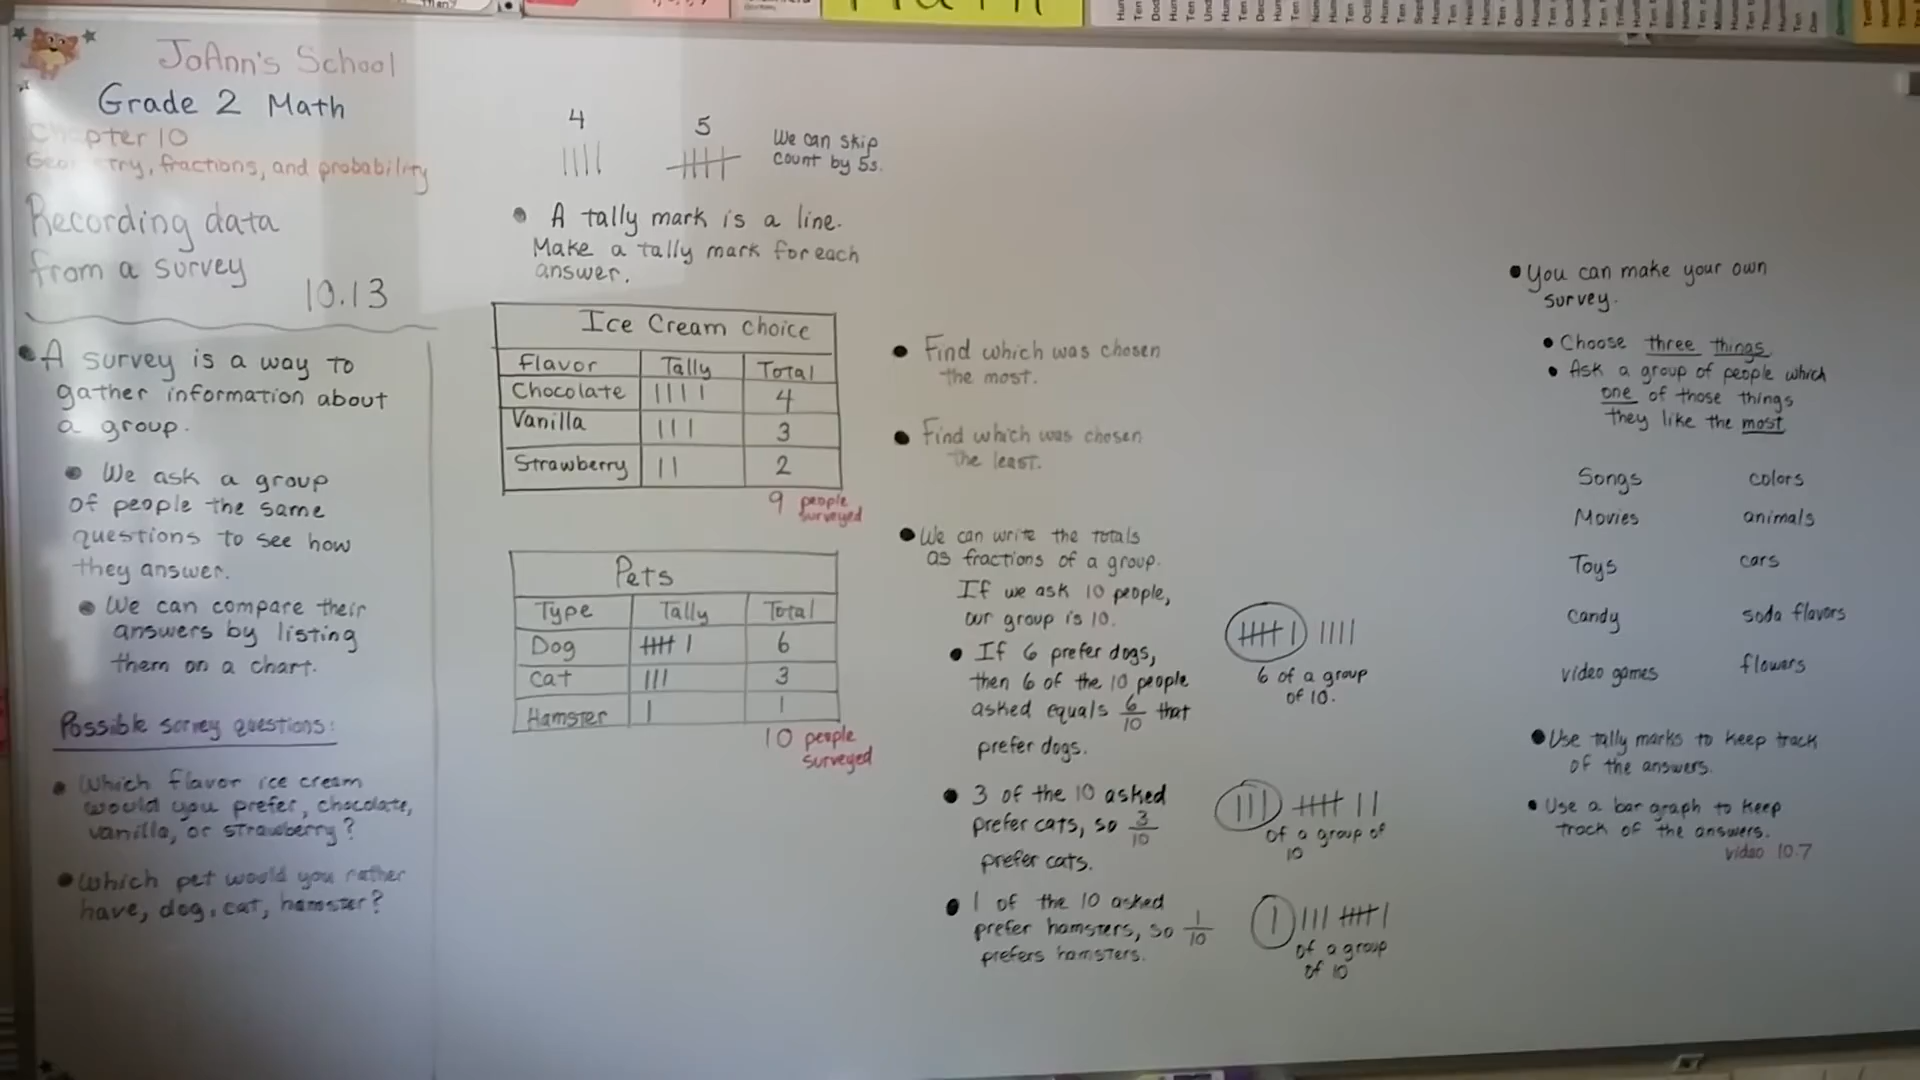 JoAnn's School
Grade 2 Math
Chapter 10
Geometry, fractions, and probability
Recording data
from a survey
10.13
A survey is a way to
gather information about
a group.
We ask a group
of people the same
questions to see how
they answer.
We can compare their
answers by listing
them on a chart.
Possible survey questions:
Which flavor ice cream
would you prefer, chocolate,
vanilla, or strawberry?
Which pet would you rather
have, dog, cat, hamster?
4 5
We can skip
count by 5s.
A tally mark is a line.
Make a tally mark for each
answer.
Ice Cream choice
Flavor Tally Total
Chocolate |||| 4
Vanilla ||| 3
Strawberry || 2
9 people
surveyed
Pets
Type Tally Total
Dog 6
Cat ||| 3
Hamster | 1
10 people
surveyed
Find which was chosen
the most.
Find which was chosen
the least.
We can write the totals
as fractions of a group.
If we ask 10 people,
our group is 10.
If 6 prefer dogs,
then 6 of the 10 people
asked equals 6/10 that
prefer dogs.
6 of a group
of 10.
3 of the 10 asked
prefer cats, so 3/10
prefer cats.
of a group of
10
1 of the 10 asked
prefer hamsters, so 1/10
prefers hamsters.
of a group
of 10
You can make your own
survey.
Choose three things
Ask a group of people which
one of those things
they like the most
Songs colors
Movies animals
Toys cars
candy soda flavors
video games flowers
Use tally marks to keep track
of the answers.
Use a bar graph to keep
track of the answers.
video 10.7